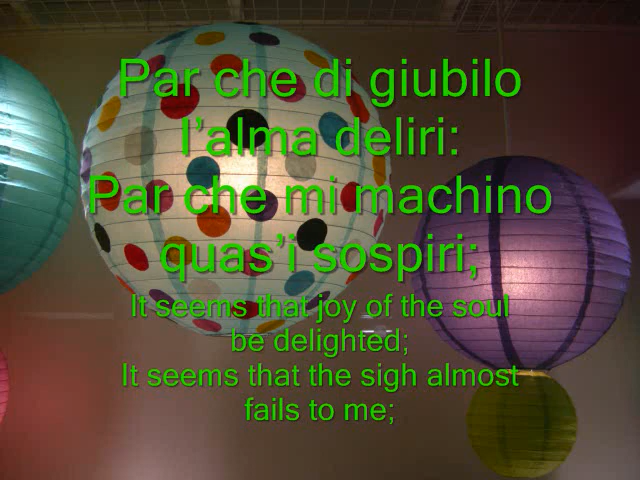 Par che di giubilo
l'alma deliri:
Par che mi machino
quas'i sospiri;
It seems that joy of the soul
be delighted;
It seems that the sigh almost
fails to me;